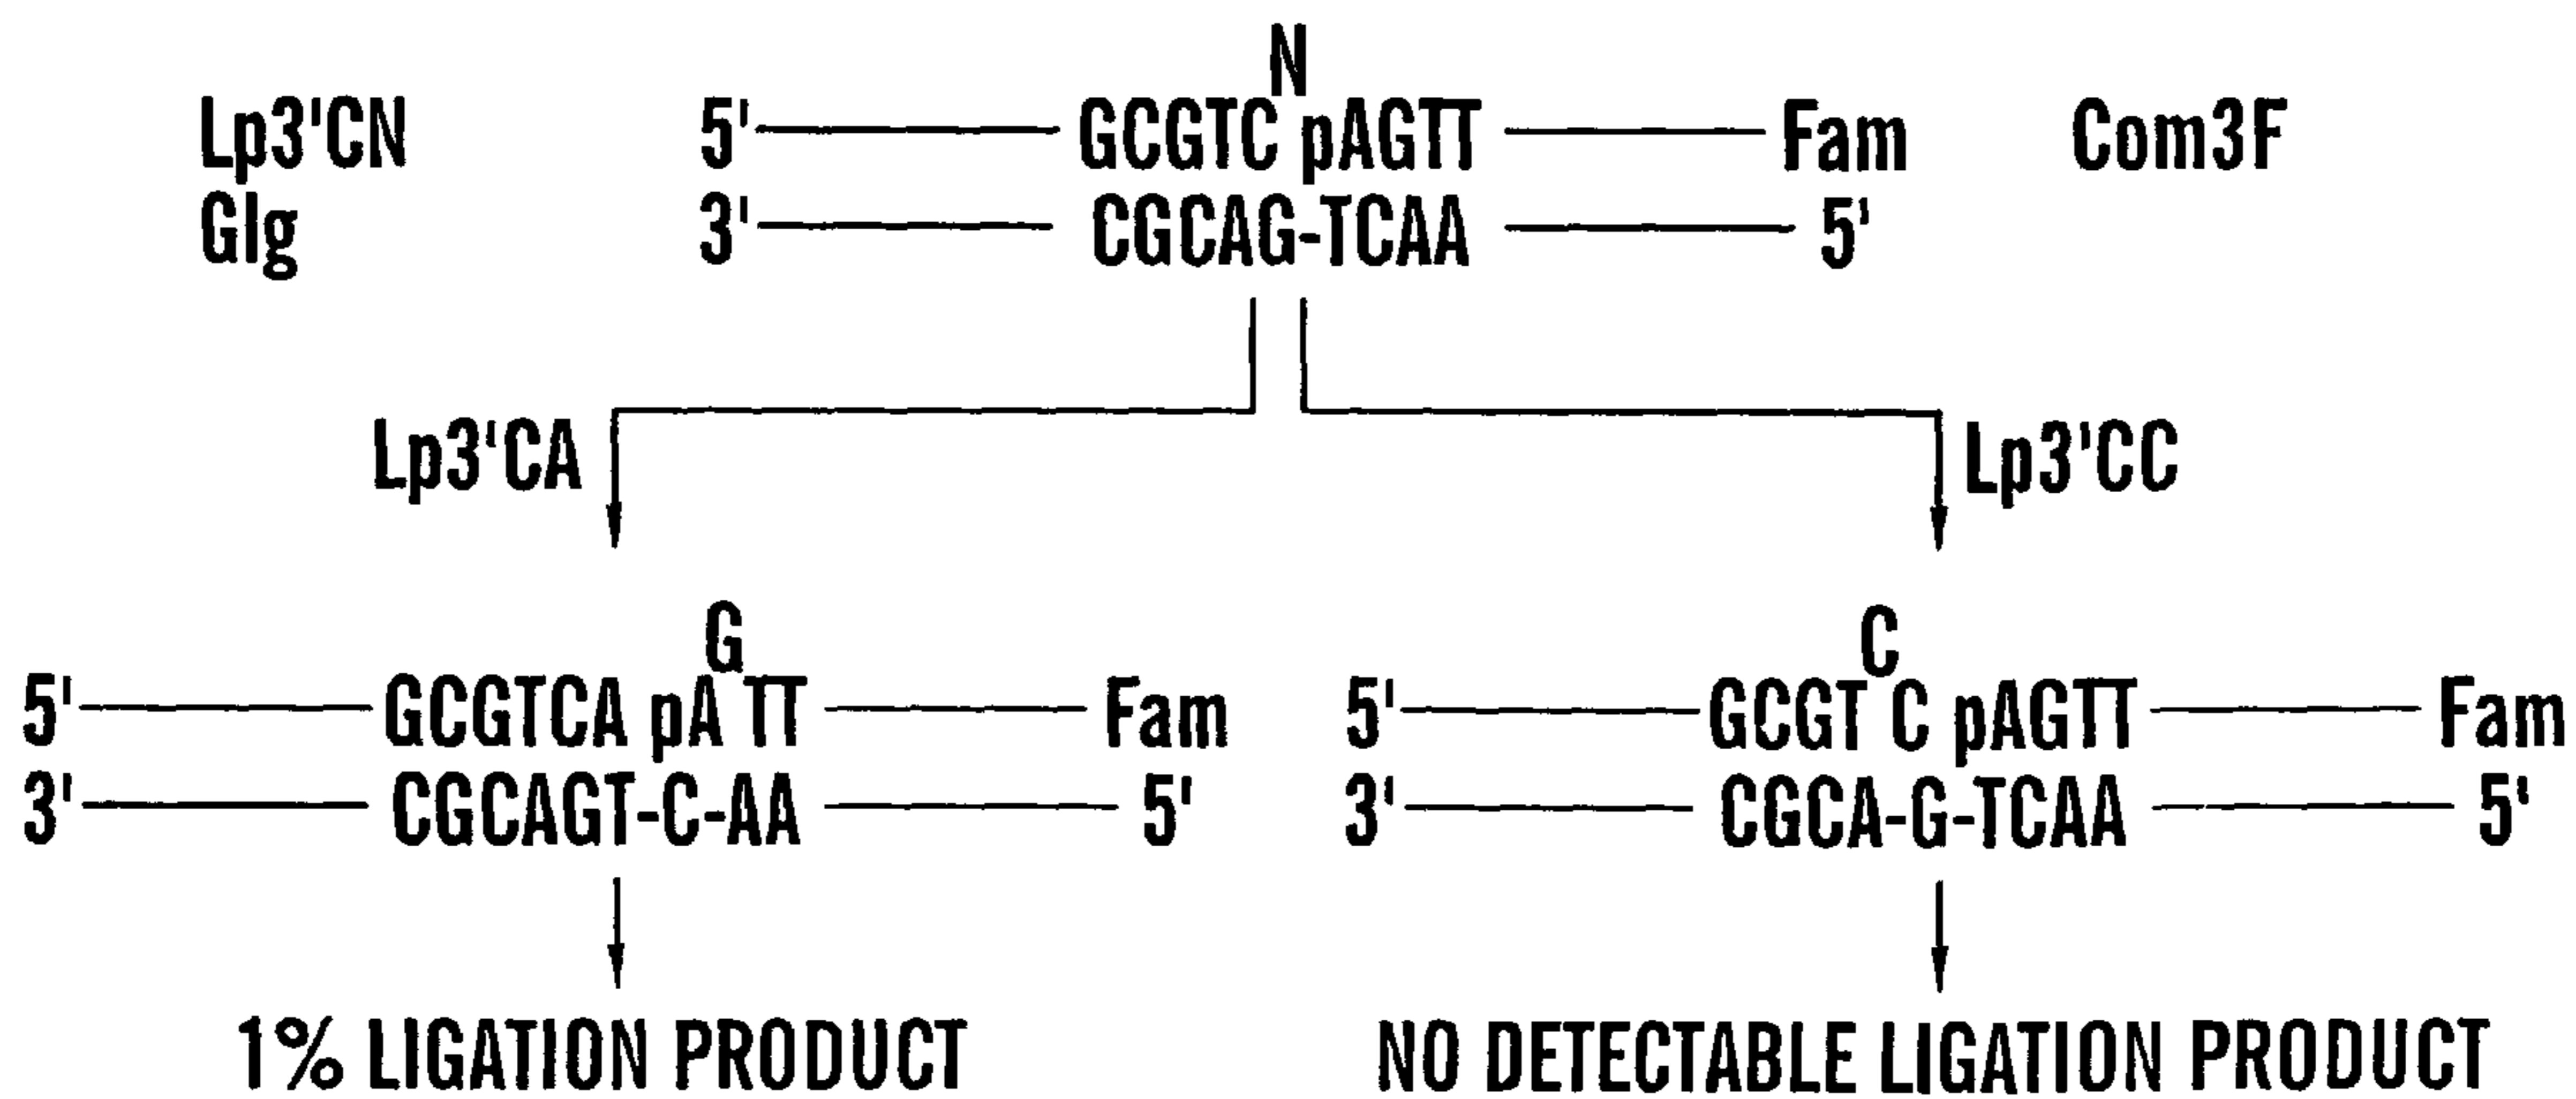 N
Lp3'CN 5' GCGTC pAGTT Fam Com3F
Glg 3' CGCAG-TCAA 5'
Lp3'CA Lp3'CC
G C
5' GCGTCA pA TT Fam 5' GCGT C pAGTT Fam
3' CGCAGT-C-AA 5' 3' CGCA-G-TCAA 5'
1% LIGATION PRODUCT NO DETECTABLE LIGATION PRODUCT